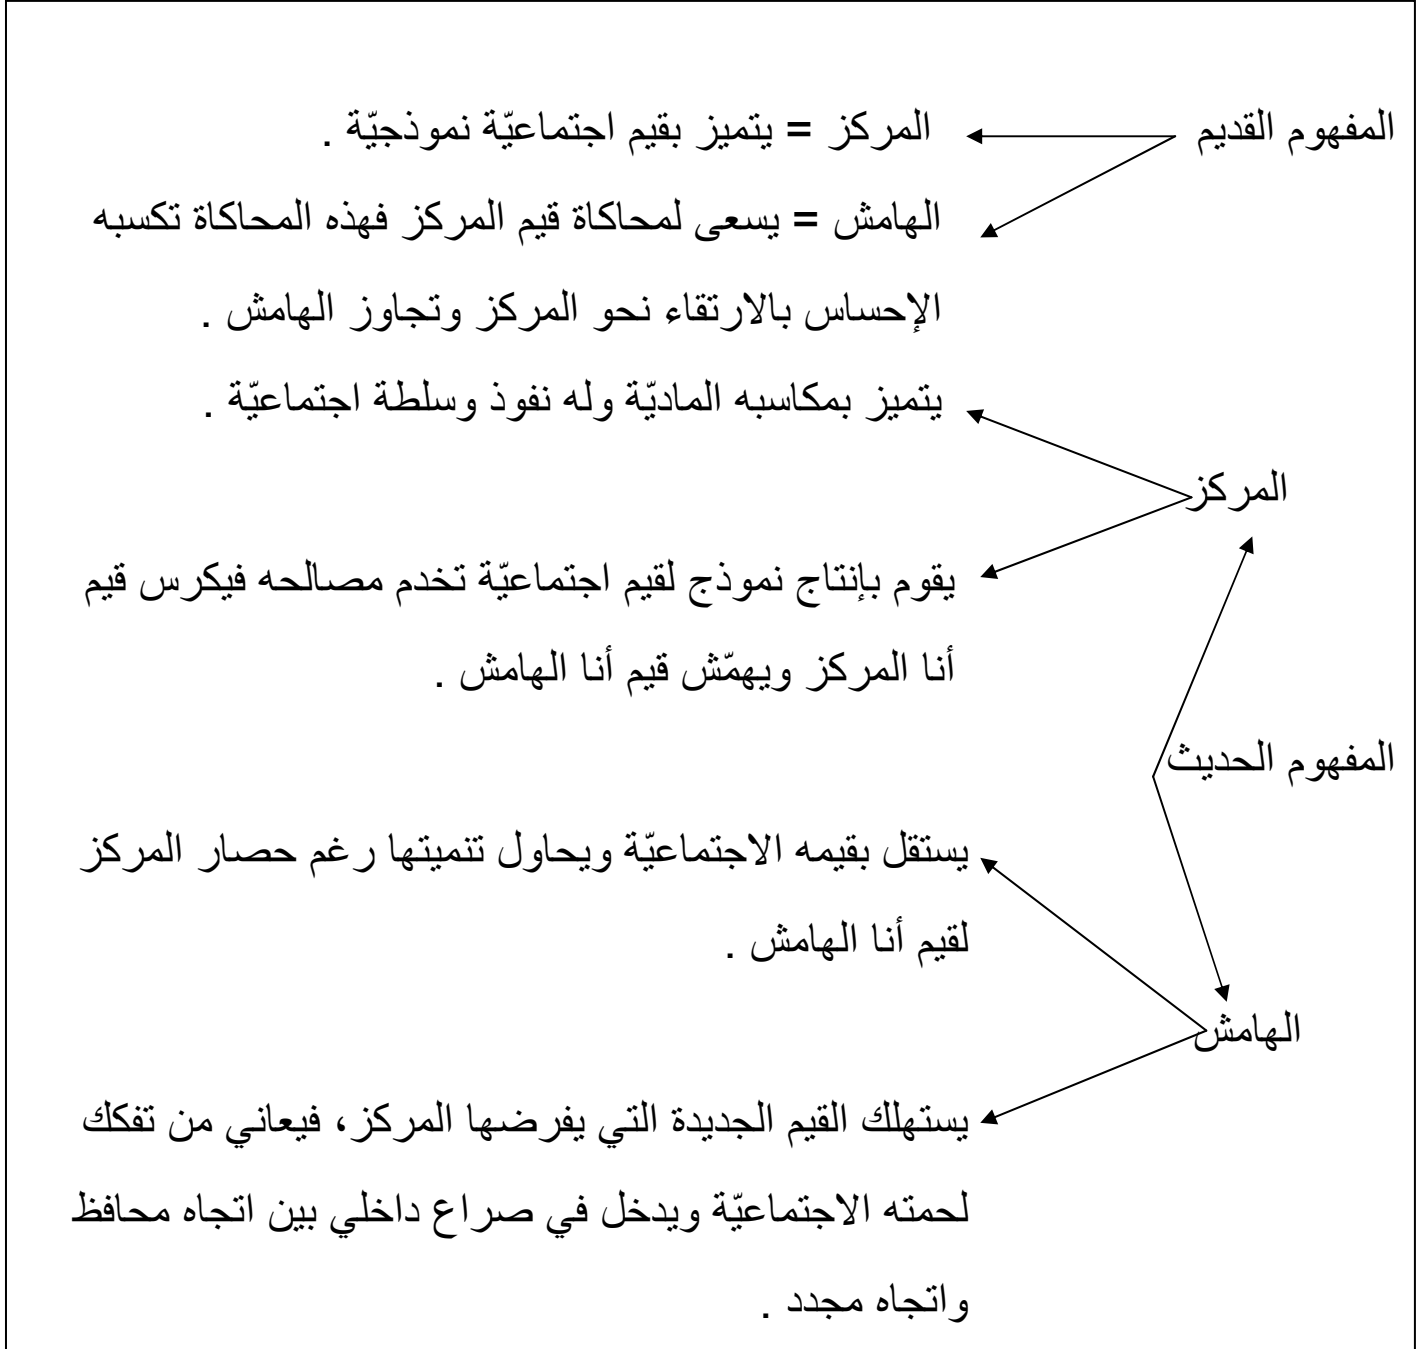 المفهوم القديم المركز = يتميز بقيم اجتماعيّة نموذجيّة .
الهامش = يسعى لمحاكاة قيم المركز فهذه المحاكاة تكسبه
الإحساس بالارتقاء نحو المركز وتجاوز الهامش .
يتميز بمكاسبه الماديّة وله نفوذ وسلطة اجتماعيّة .
المركز
يقوم بإنتاج نموذج لقيم اجتماعيّة تخدم مصالحه فيكرس قيم
أنا المركز ويهمّش قيم أنا الهامش .
المفهوم الحديث
يستقل بقيمه الاجتماعيّة ويحاول تنميتها رغم حصار المركز
لقيم أنا الهامش .
الهامش
يستهلك القيم الجديدة التي يفرضها المركز، فيعاني من تفكك
لحمته الاجتماعيّة ويدخل في صراع داخلي بين اتجاه محافظ
واتجاه مجدد .